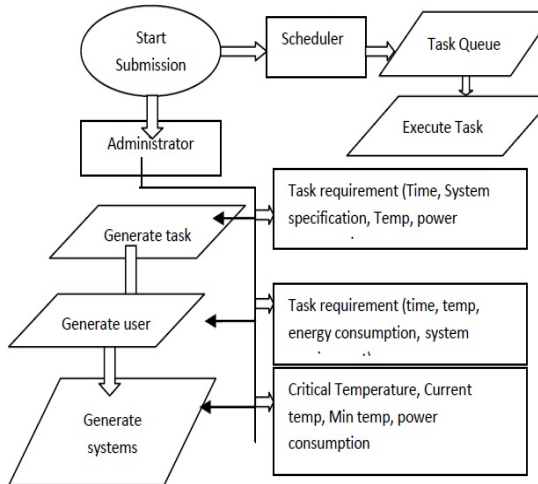 Start
Submission
Scheduler
Task Queue
Execute Task
Administrator
Task requirement (Time, System
specification, Temp, power
Generate task
Task requirement (time, temp,
energy consumption, system
Generate user
Critical Temperature, Current
temp, Min temp, power
consumption
Generate
systems